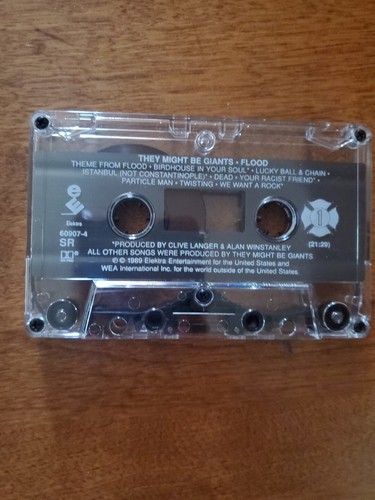 THEY MIGHT BE GIANTS • FLOOD
THEME FROM FLOOD • BIRDHOUSE IN YOUR SOUL* • LUCKY BALL & CHAIN •
ISTANBUL (NOT CONSTANTINOPLE)* • DEAD • YOUR RACIST FRIEND* •
PARTICLE MAN • TWISTING • WE WANT A ROCK*
Elektra
60907-4
SR
1
(21:29)
*PRODUCED BY CLIVE LANGER & ALAN WINSTANLEY
ALL OTHER SONGS WERE PRODUCED BY THEY MIGHT BE GIANTS
© ℗ 1989 Elektra Entertainment for the United States and
WEA International Inc. for the world outside of the United States.